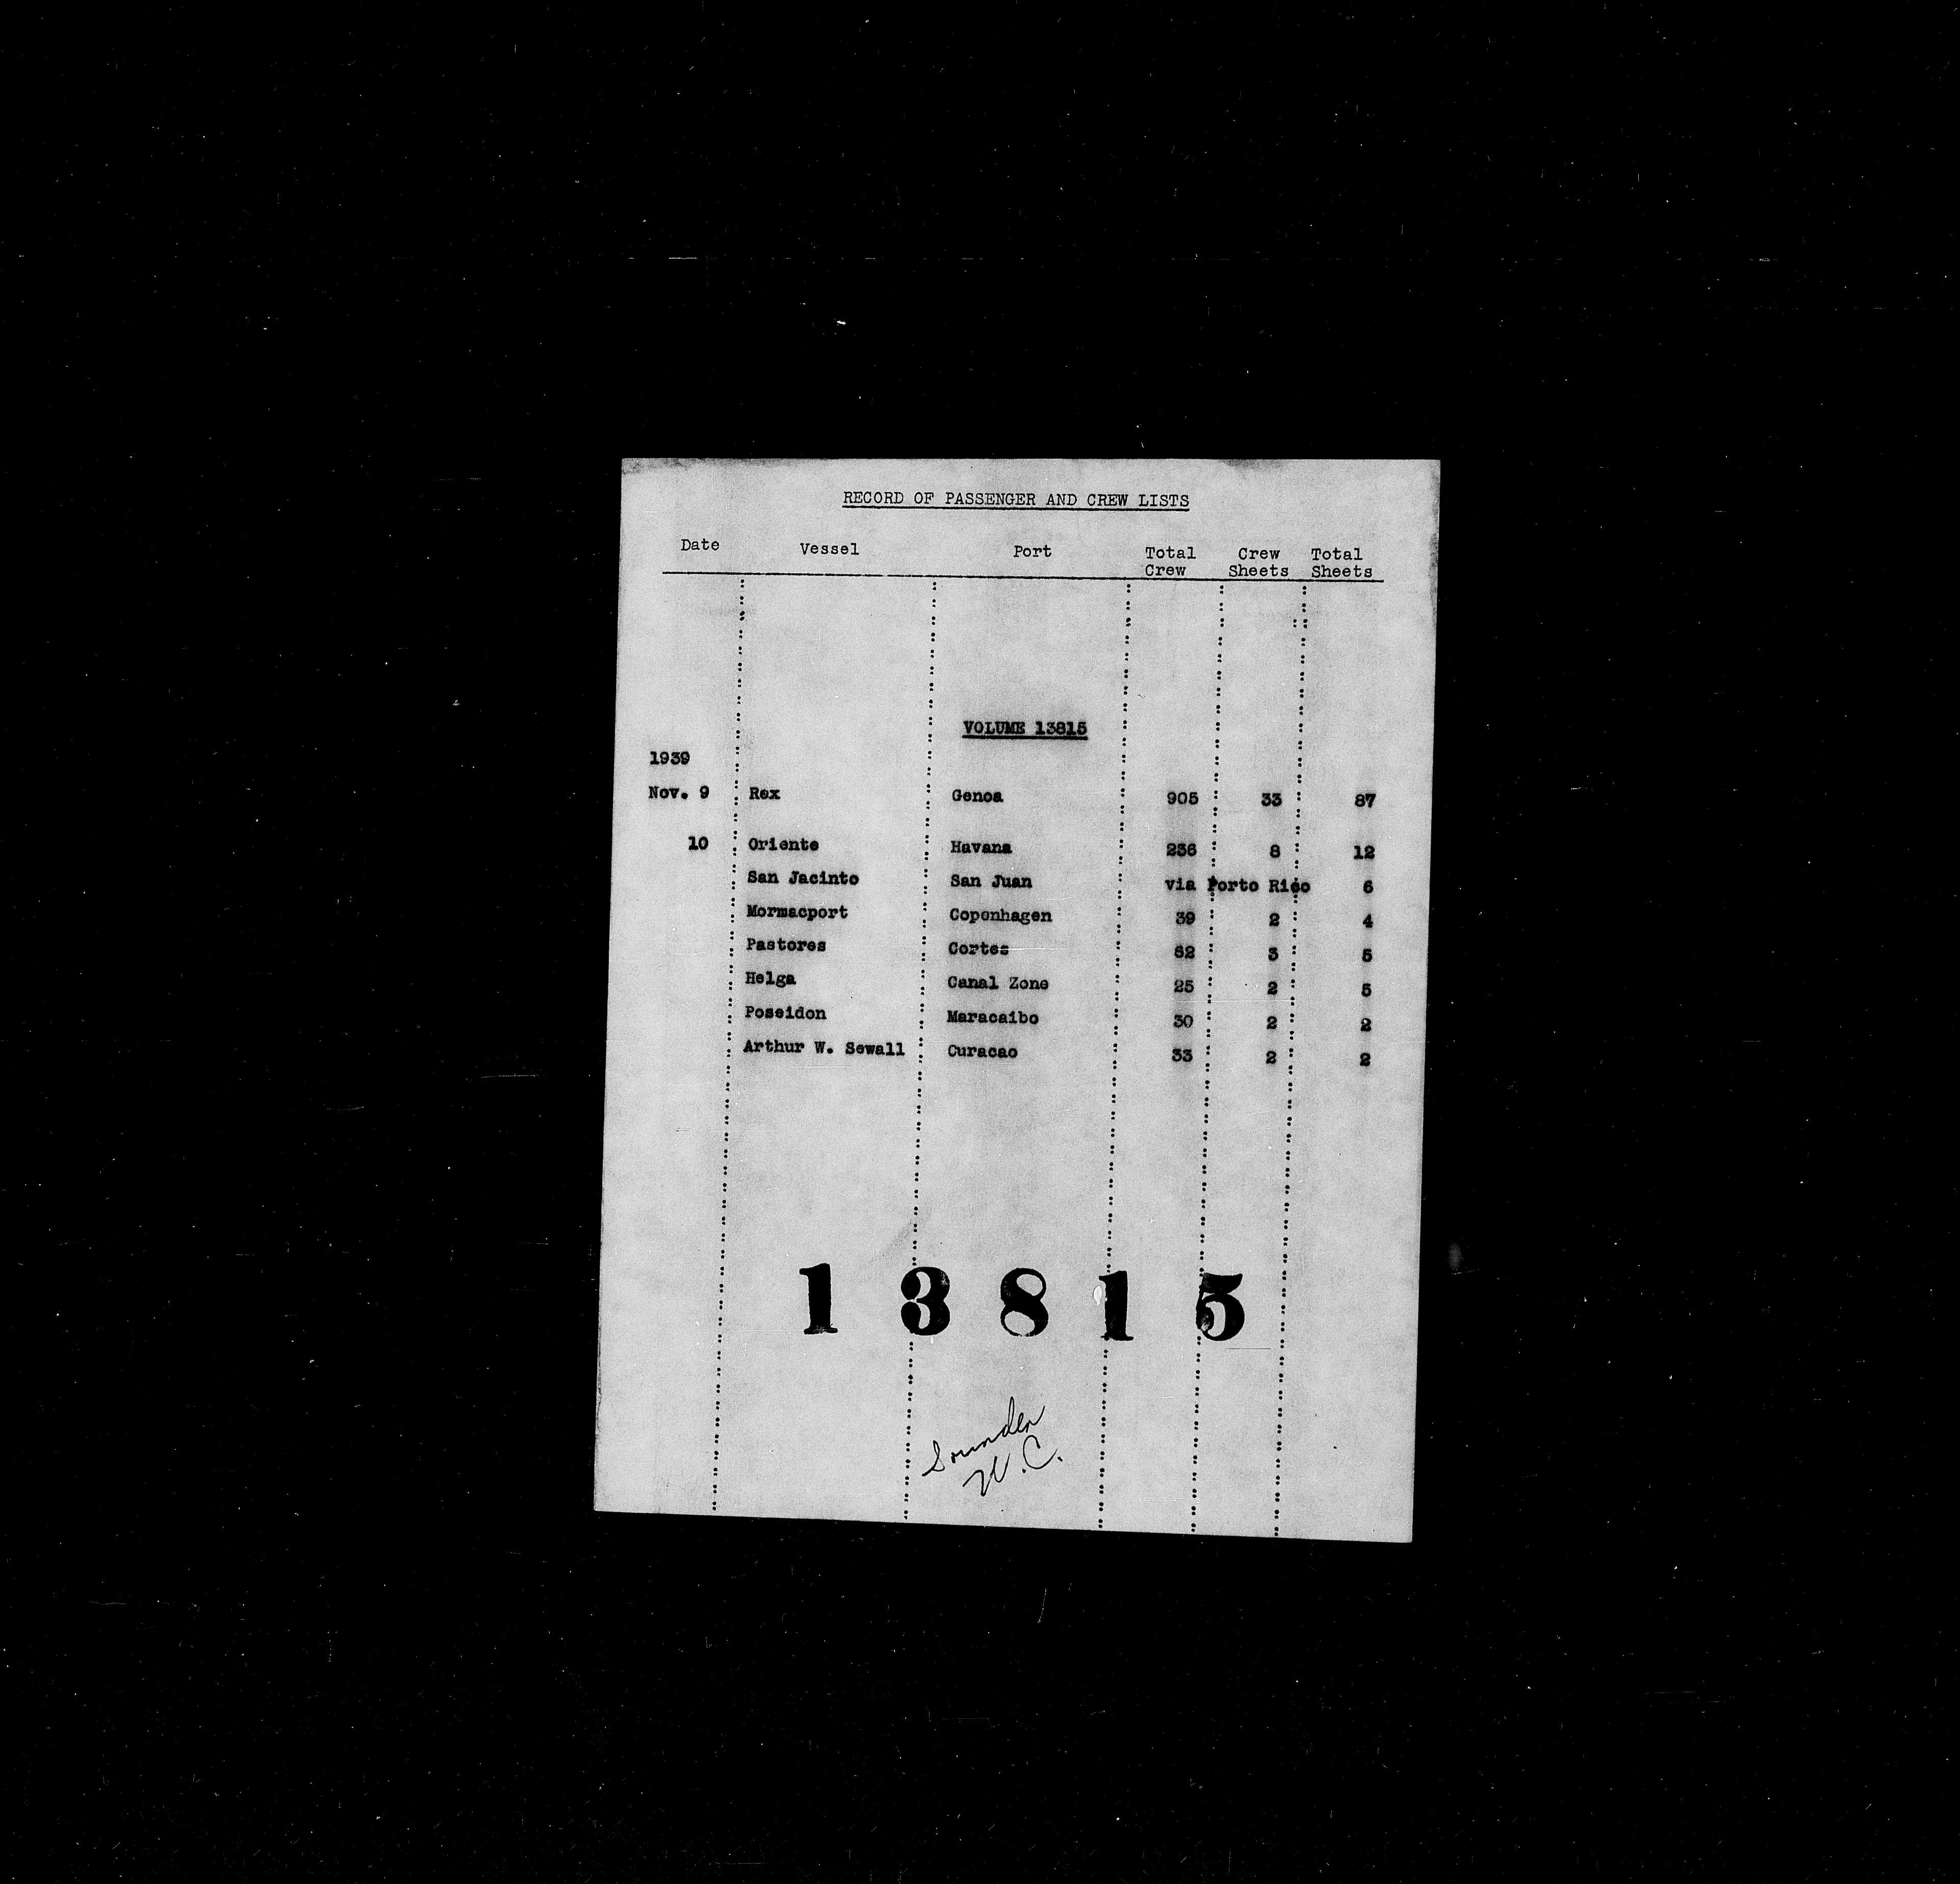 RECORD OF PASSENGER AND CREW LISTS
Date Vessel Port Total Crew Crew Sheets Total Sheets
VOLUME 13815
1939
Nov. 9 Rex Genoa 905 33 87
10 Oriente Havana 236 8 12
San Jacinto San Juan via Porto Rico 6
Mormacport Copenhagen 39 2 4
Pastores Cortes 62 3 5
Helga Canal Zone 25 2 5
Poseidon Maracaibo 30 2 2
Arthur W. Sewall Curacao 33 2 2
13815
W.C.